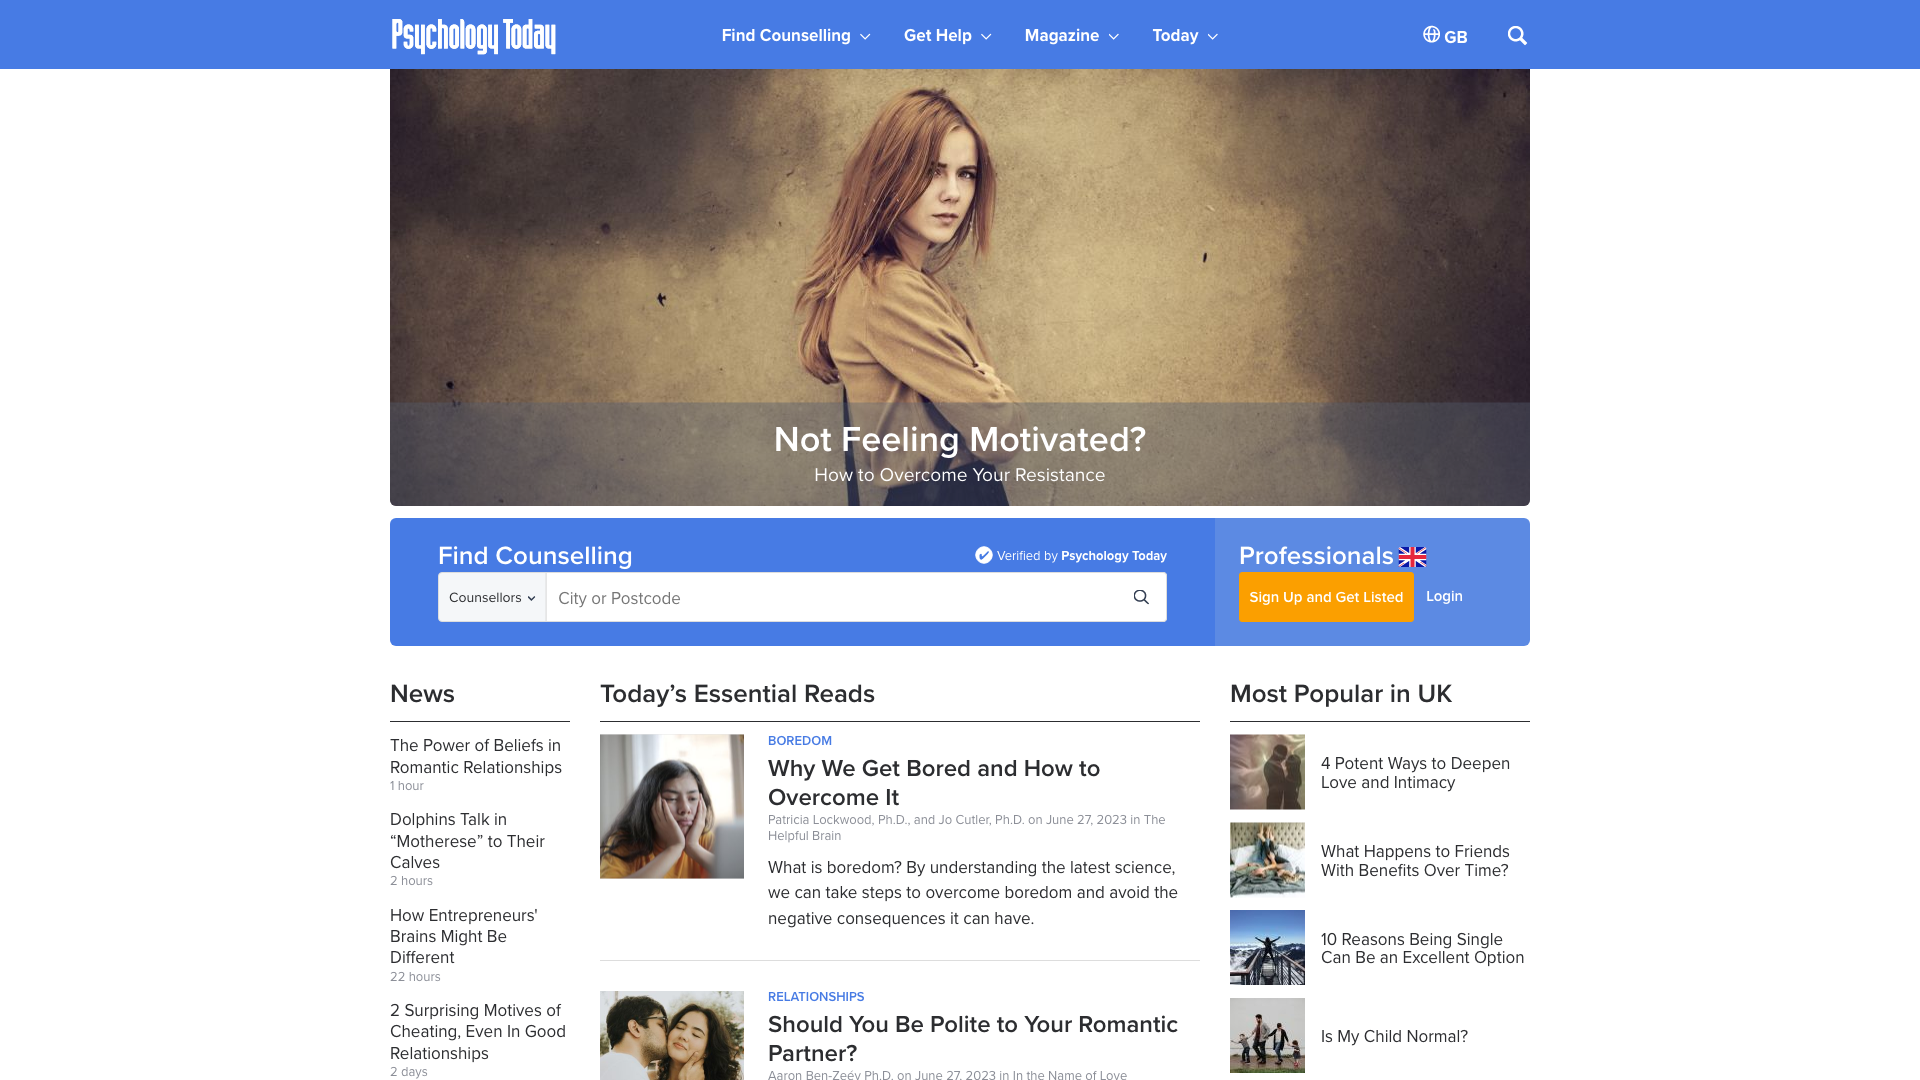 Psychology Today
Find Counselling
Get Help
Magazine
Today
GB
Not Feeling Motivated?
How to Overcome Your Resistance
Find Counselling
Verified by Psychology Today
Counsellors
City or Postcode
Professionals
Sign Up and Get Listed
Login
News
The Power of Beliefs in
Romantic Relationships
1 hour
Dolphins Talk in
“Motherese” to Their
Calves
2 hours
How Entrepreneurs'
Brains Might Be
Different
22 hours
2 Surprising Motives of
Cheating, Even In Good
Relationships
2 days
Today’s Essential Reads
BOREDOM
Why We Get Bored and How to
Overcome It
Patricia Lockwood, Ph.D., and Jo Cutler, Ph.D. on June 27, 2023 in The
Helpful Brain
What is boredom? By understanding the latest science,
we can take steps to overcome boredom and avoid the
negative consequences it can have.
RELATIONSHIPS
Should You Be Polite to Your Romantic
Partner?
Aaron Ben-Zeév Ph.D. on June 27, 2023 in In the Name of Love
Most Popular in UK
4 Potent Ways to Deepen
Love and Intimacy
What Happens to Friends
With Benefits Over Time?
10 Reasons Being Single
Can Be an Excellent Option
Is My Child Normal?